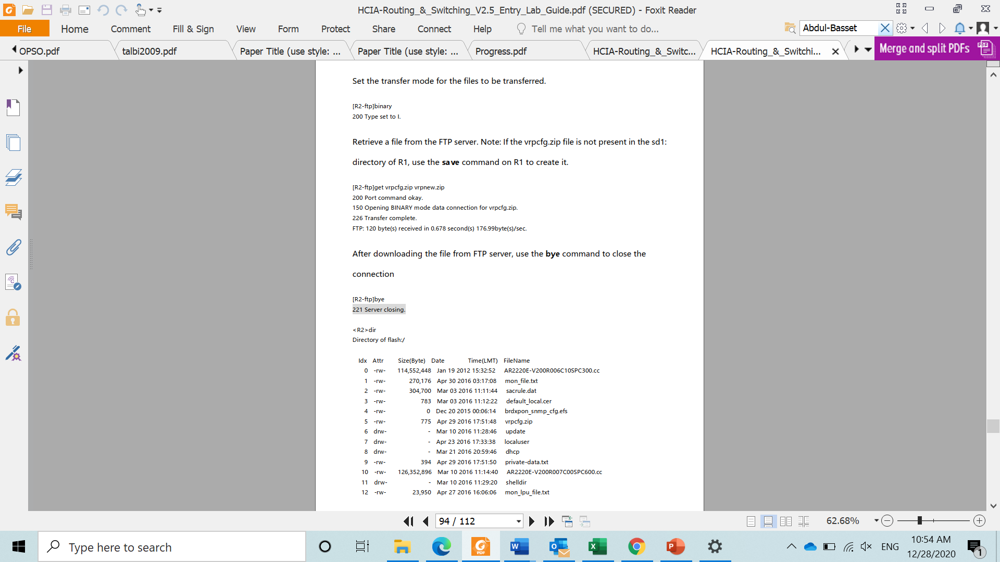 HCIA-Routing_&_Switching_V2.5_Entry_Lab_Guide.pdf (SECURED) - Foxit Reader
File Home Comment Fill & Sign View Form Protect Share Connect Help Tell me what you want to do... Abdul-Basset
OPSO.pdf talbi2009.pdf Paper Title (use style: ... Paper Title (use style: ... Progress.pdf HCIA-Routing_&_Switc... HCIA-Routing_&_Switchi... Merge and split PDFs
Set the transfer mode for the files to be transferred.
[R2-ftp]binary
200 Type set to I.
Retrieve a file from the FTP server. Note: If the vrpcfg.zip file is not present in the sd1:
directory of R1, use the save command on R1 to create it.
[R2-ftp]get vrpcfg.zip vrpnew.zip
200 Port command okay.
150 Opening BINARY mode data connection for vrpcfg.zip.
226 Transfer complete.
FTP: 120 byte(s) received in 0.678 second(s) 176.99byte(s)/sec.
After downloading the file from FTP server, use the bye command to close the
connection
[R2-ftp]bye
221 Server closing.
<R2>dir
Directory of flash:/
Idx Attr Size(Byte) Date Time(LMT) FileName
0 -rw- 114,552,448 Jan 19 2012 15:32:52 AR2220E-V200R006C10SPC300.cc
1 -rw- 270,176 Apr 30 2016 03:17:08 mon_file.txt
2 -rw- 304,700 Mar 03 2016 11:11:44 sacrule.dat
3 -rw- 783 Mar 03 2016 11:12:22 default_local.cer
4 -rw- 0 Dec 20 2015 00:06:14 brdxpon_snmp_cfg.efs
5 -rw- 775 Apr 29 2016 17:51:48 vrpcfg.zip
6 drw- - Mar 10 2016 11:28:46 update
7 drw- - Apr 23 2016 17:33:38 localuser
8 drw- - Mar 21 2016 20:59:46 dhcp
9 -rw- 394 Apr 29 2016 17:51:50 private-data.txt
10 -rw- 126,352,896 Mar 10 2016 11:14:40 AR2220E-V200R007C00SPC600.cc
11 drw- - Mar 10 2016 11:29:20 shelldir
12 -rw- 23,950 Apr 27 2016 16:06:06 mon_lpu_file.txt
94 / 112 62.68%
Type here to search ENG 10:54 AM
12/28/2020 1